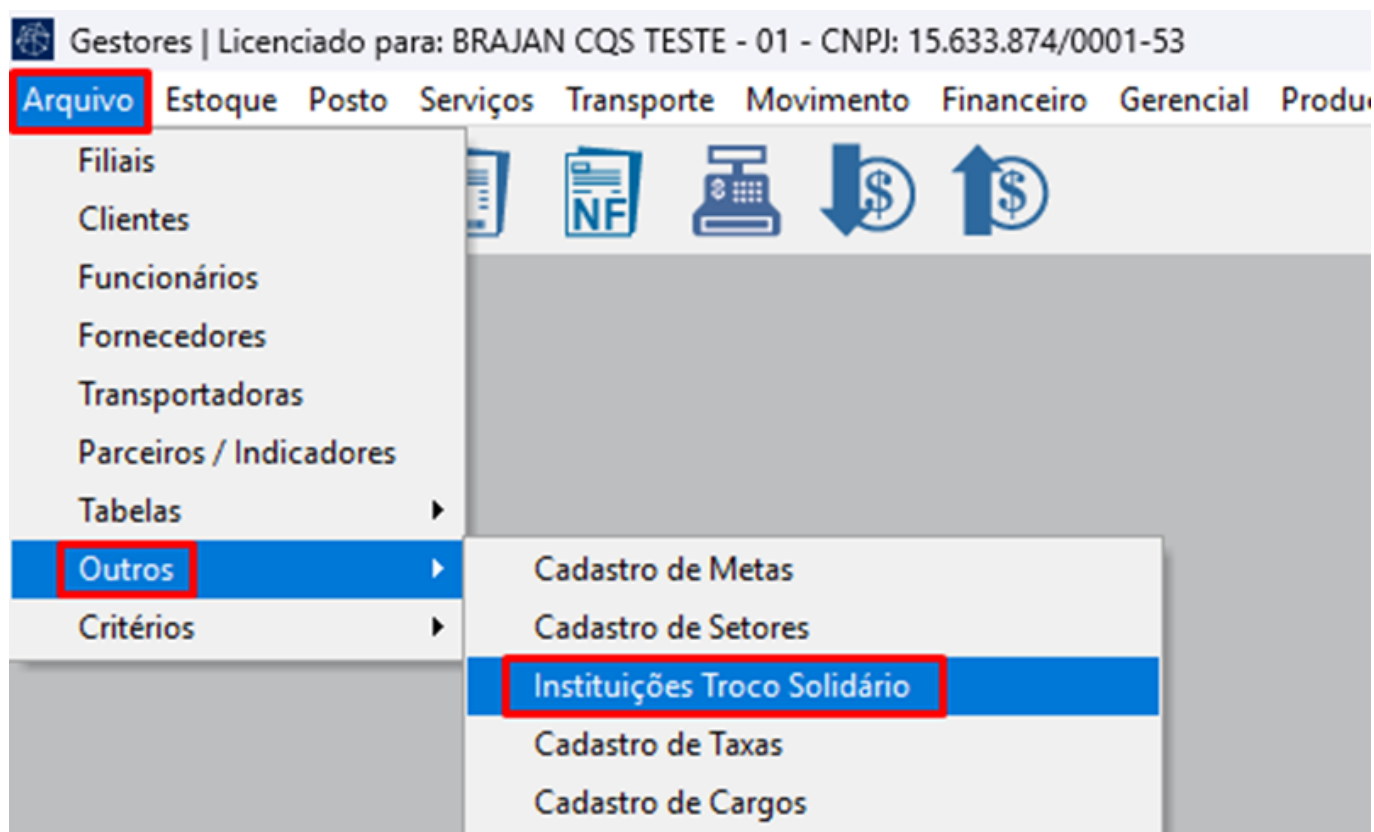 Gestores | Licenciado para: BRAJAN CQS TESTE - 01 - CNPJ: 15.633.874/0001-53
Arquivo Estoque Posto Serviços Transporte Movimento Financeiro Gerencial
Filiais
Clientes
Funcionários
Fornecedores
Transportadoras
Parceiros / Indicadores
Tabelas
Outros
Critérios
NF
$
$
Cadastro de Metas
Cadastro de Setores
Instituições Troco Solidário
Cadastro de Taxas
Cadastro de Cargos